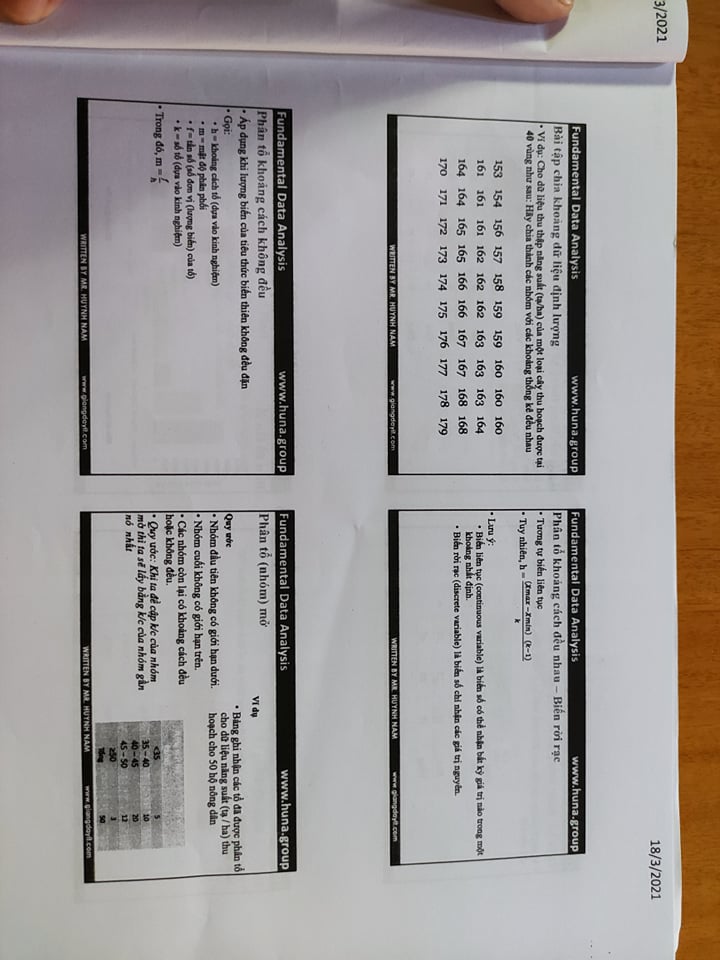 3/2021
18/3/2021
Fundamental Data Analysis www.huna.group
Bài tập chia khoảng dữ liệu định lượng
• Ví dụ: Cho dữ liệu thu thập năng suất (tạ/ha) của một loại cây thu hoạch được tại
40 vùng như sau: Hãy chia thành các nhóm với các khoảng thống kê đều nhau
153 154 156 157 158 159 159 160 160 160
161 161 161 162 162 162 163 163 163 164
164 164 165 165 166 166 167 167 168 168
170 171 172 173 174 175 176 177 178 179
WRITTEN BY MR. HUYNH NAM www.giangdayit.com
Fundamental Data Analysis www.huna.group
Phân tổ khoảng cách đều nhau – Biến rời rạc
• Tương tự biến liên tục
• Tuy nhiên, h = (xmax−xmin) (k−1) / k
• Lưu ý:
• Biến liên tục (continuous variable) là biến số có thể nhận bất kỳ giá trị nào trong một
khoảng nhất định.
• Biến rời rạc (discrete variable) là biến số chỉ nhận các giá trị nguyên.
WRITTEN BY MR. HUYNH NAM www.giangdayit.com
Fundamental Data Analysis www.huna.group
Phân tổ khoảng cách không đều
• Áp dụng khi lượng biến của tiêu thức biến thiên không đều đặn
• Gọi:
• h = khoảng cách tổ (dựa vào kinh nghiệm)
• m = mật độ phân phối
• f = tần số (số đơn vị (lượng biến) của tổ)
• k = số tổ (dựa vào kinh nghiệm)
• Trong đó, m = f / h
WRITTEN BY MR. HUYNH NAM www.giangdayit.com
Fundamental Data Analysis www.huna.group
Phân tổ (nhóm) mở
Quy ước
• Nhóm đầu tiên không có giới hạn dưới.
• Nhóm cuối không có giới hạn trên.
• Các nhóm còn lại có khoảng cách đều
hoặc không đều.
• Quy ước: Khi ta đề cập k/c của nhóm
mở thì ta sẽ lấy bằng k/c của nhóm gần
nó nhất
Ví dụ
• Bảng ghi nhận các tổ đã được phân tổ
cho dữ liệu năng suất (tạ / ha) thu
hoạch cho 50 hộ nông dân
<35 5
35 – 40 10
40 – 45 20
45 – 50 12
≥50 3
Tổng 50
WRITTEN BY MR. HUYNH NAM www.giangdayit.com